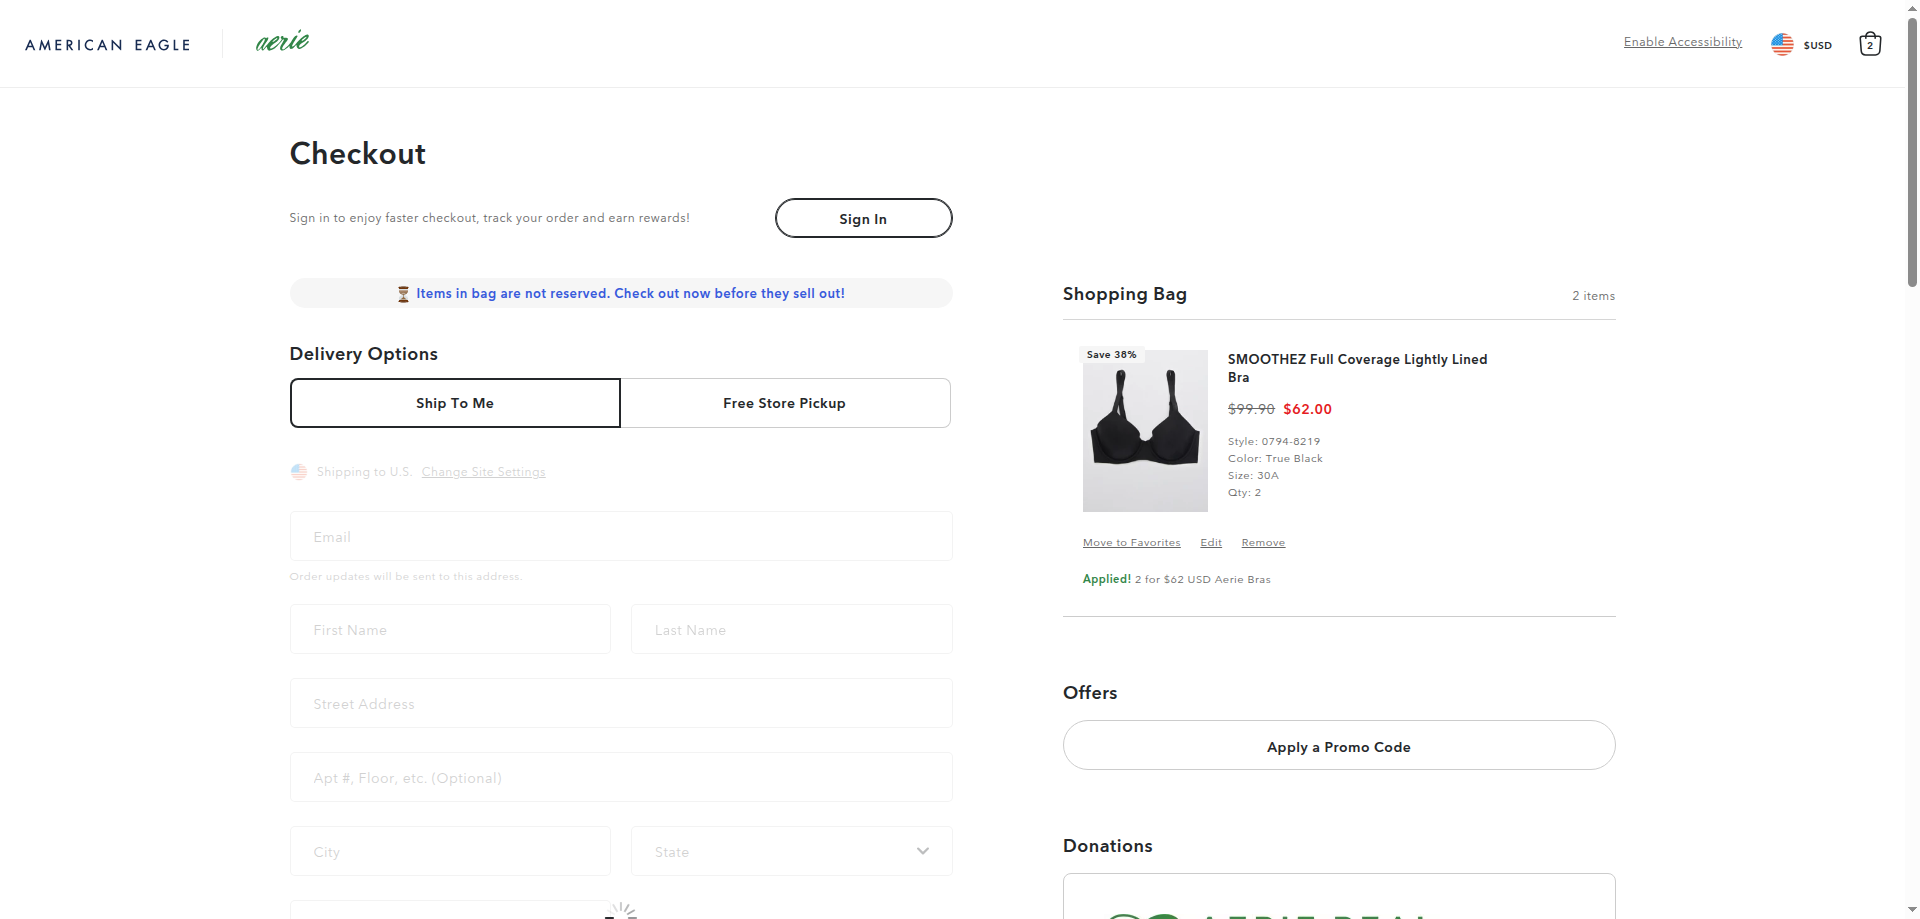 AMERICAN EAGLE
aerie
Enable Accessibility
$USD
2
Checkout
Sign in to enjoy faster checkout, track your order and earn rewards!
Sign In
⏳ Items in bag are not reserved. Check out now before they sell out!
Delivery Options
Ship To Me
Free Store Pickup
Shipping to U.S. Change Site Settings
Email
Order updates will be sent to this address.
First Name
Last Name
Street Address
Apt #, Floor, etc. (Optional)
City
State
Shopping Bag
2 items
Save 38%
SMOOTHEZ Full Coverage Lightly Lined
Bra
$99.90 $62.00
Style: 0794-8219
Color: True Black
Size: 30A
Qty: 2
Move to Favorites
Edit
Remove
Applied! 2 for $62 USD Aerie Bras
Offers
Apply a Promo Code
Donations